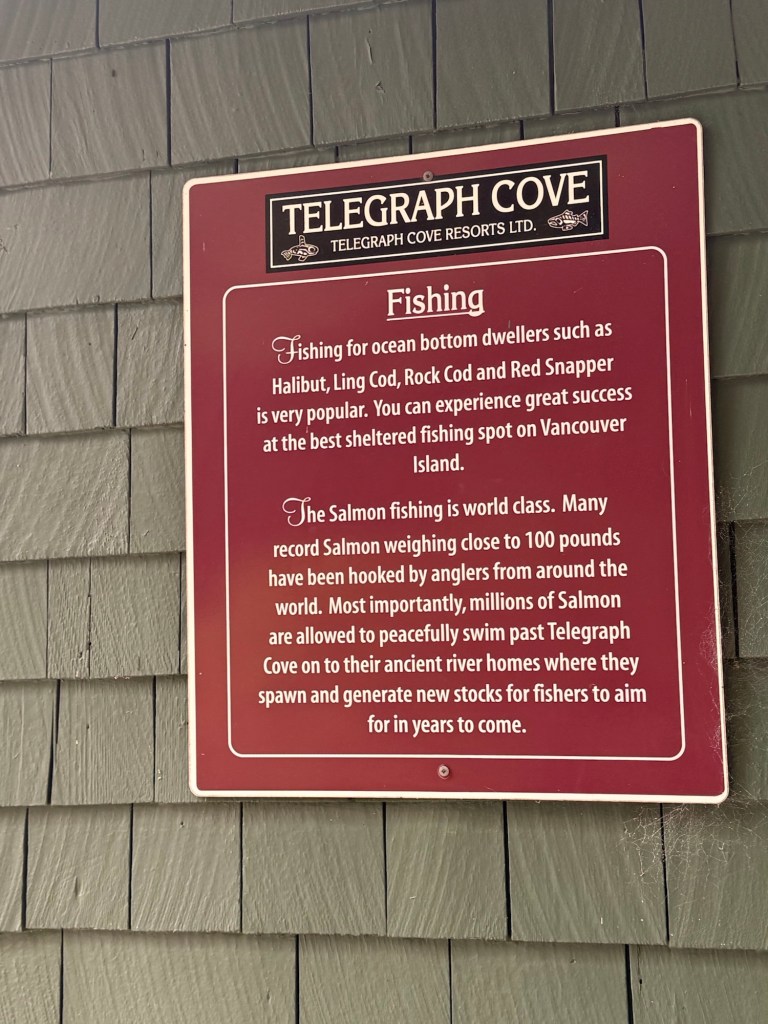 TELEGRAPH COVE
TELEGRAPH COVE RESORTS LTD.
Fishing
Fishing for ocean bottom dwellers such as
Halibut, Ling Cod, Rock Cod and Red Snapper
is very popular. You can experience great success
at the best sheltered fishing spot on Vancouver
Island.
The Salmon fishing is world class. Many
record Salmon weighing close to 100 pounds
have been hooked by anglers from around the
world. Most importantly, millions of Salmon
are allowed to peacefully swim past Telegraph
Cove on to their ancient river homes where they
spawn and generate new stocks for fishers to aim
for in years to come.